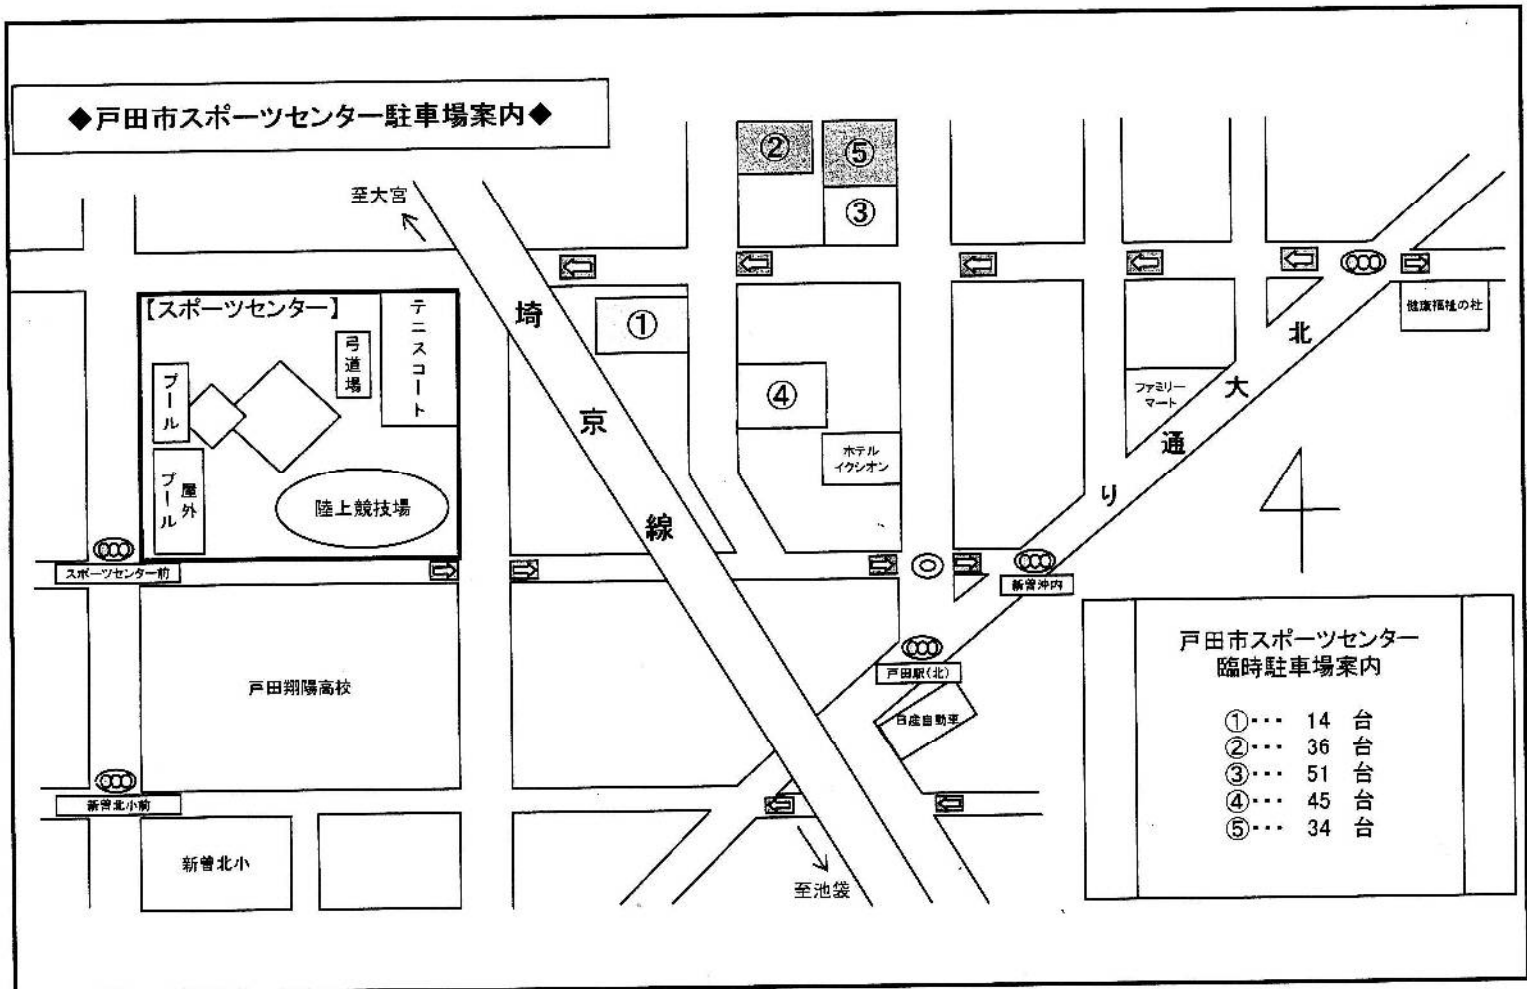 ◆戸田市スポーツセンター駐車場案内◆
至大宮
②
⑤
③
【スポーツセンター】
テニスコート
弓道場
プール
屋外プール
陸上競技場
①
④
ホテル
イクシオン
埼京線
北大通り
健康福祉の杜
ファミリー
マート
スポーツセンター前
新曽沖内
戸田駅(北)
日産自動車
戸田翔陽高校
新曽北小前
新曽北小
至池袋
戸田市スポーツセンター
臨時駐車場案内
①・・・ 14 台
②・・・ 36 台
③・・・ 51 台
④・・・ 45 台
⑤・・・ 34 台